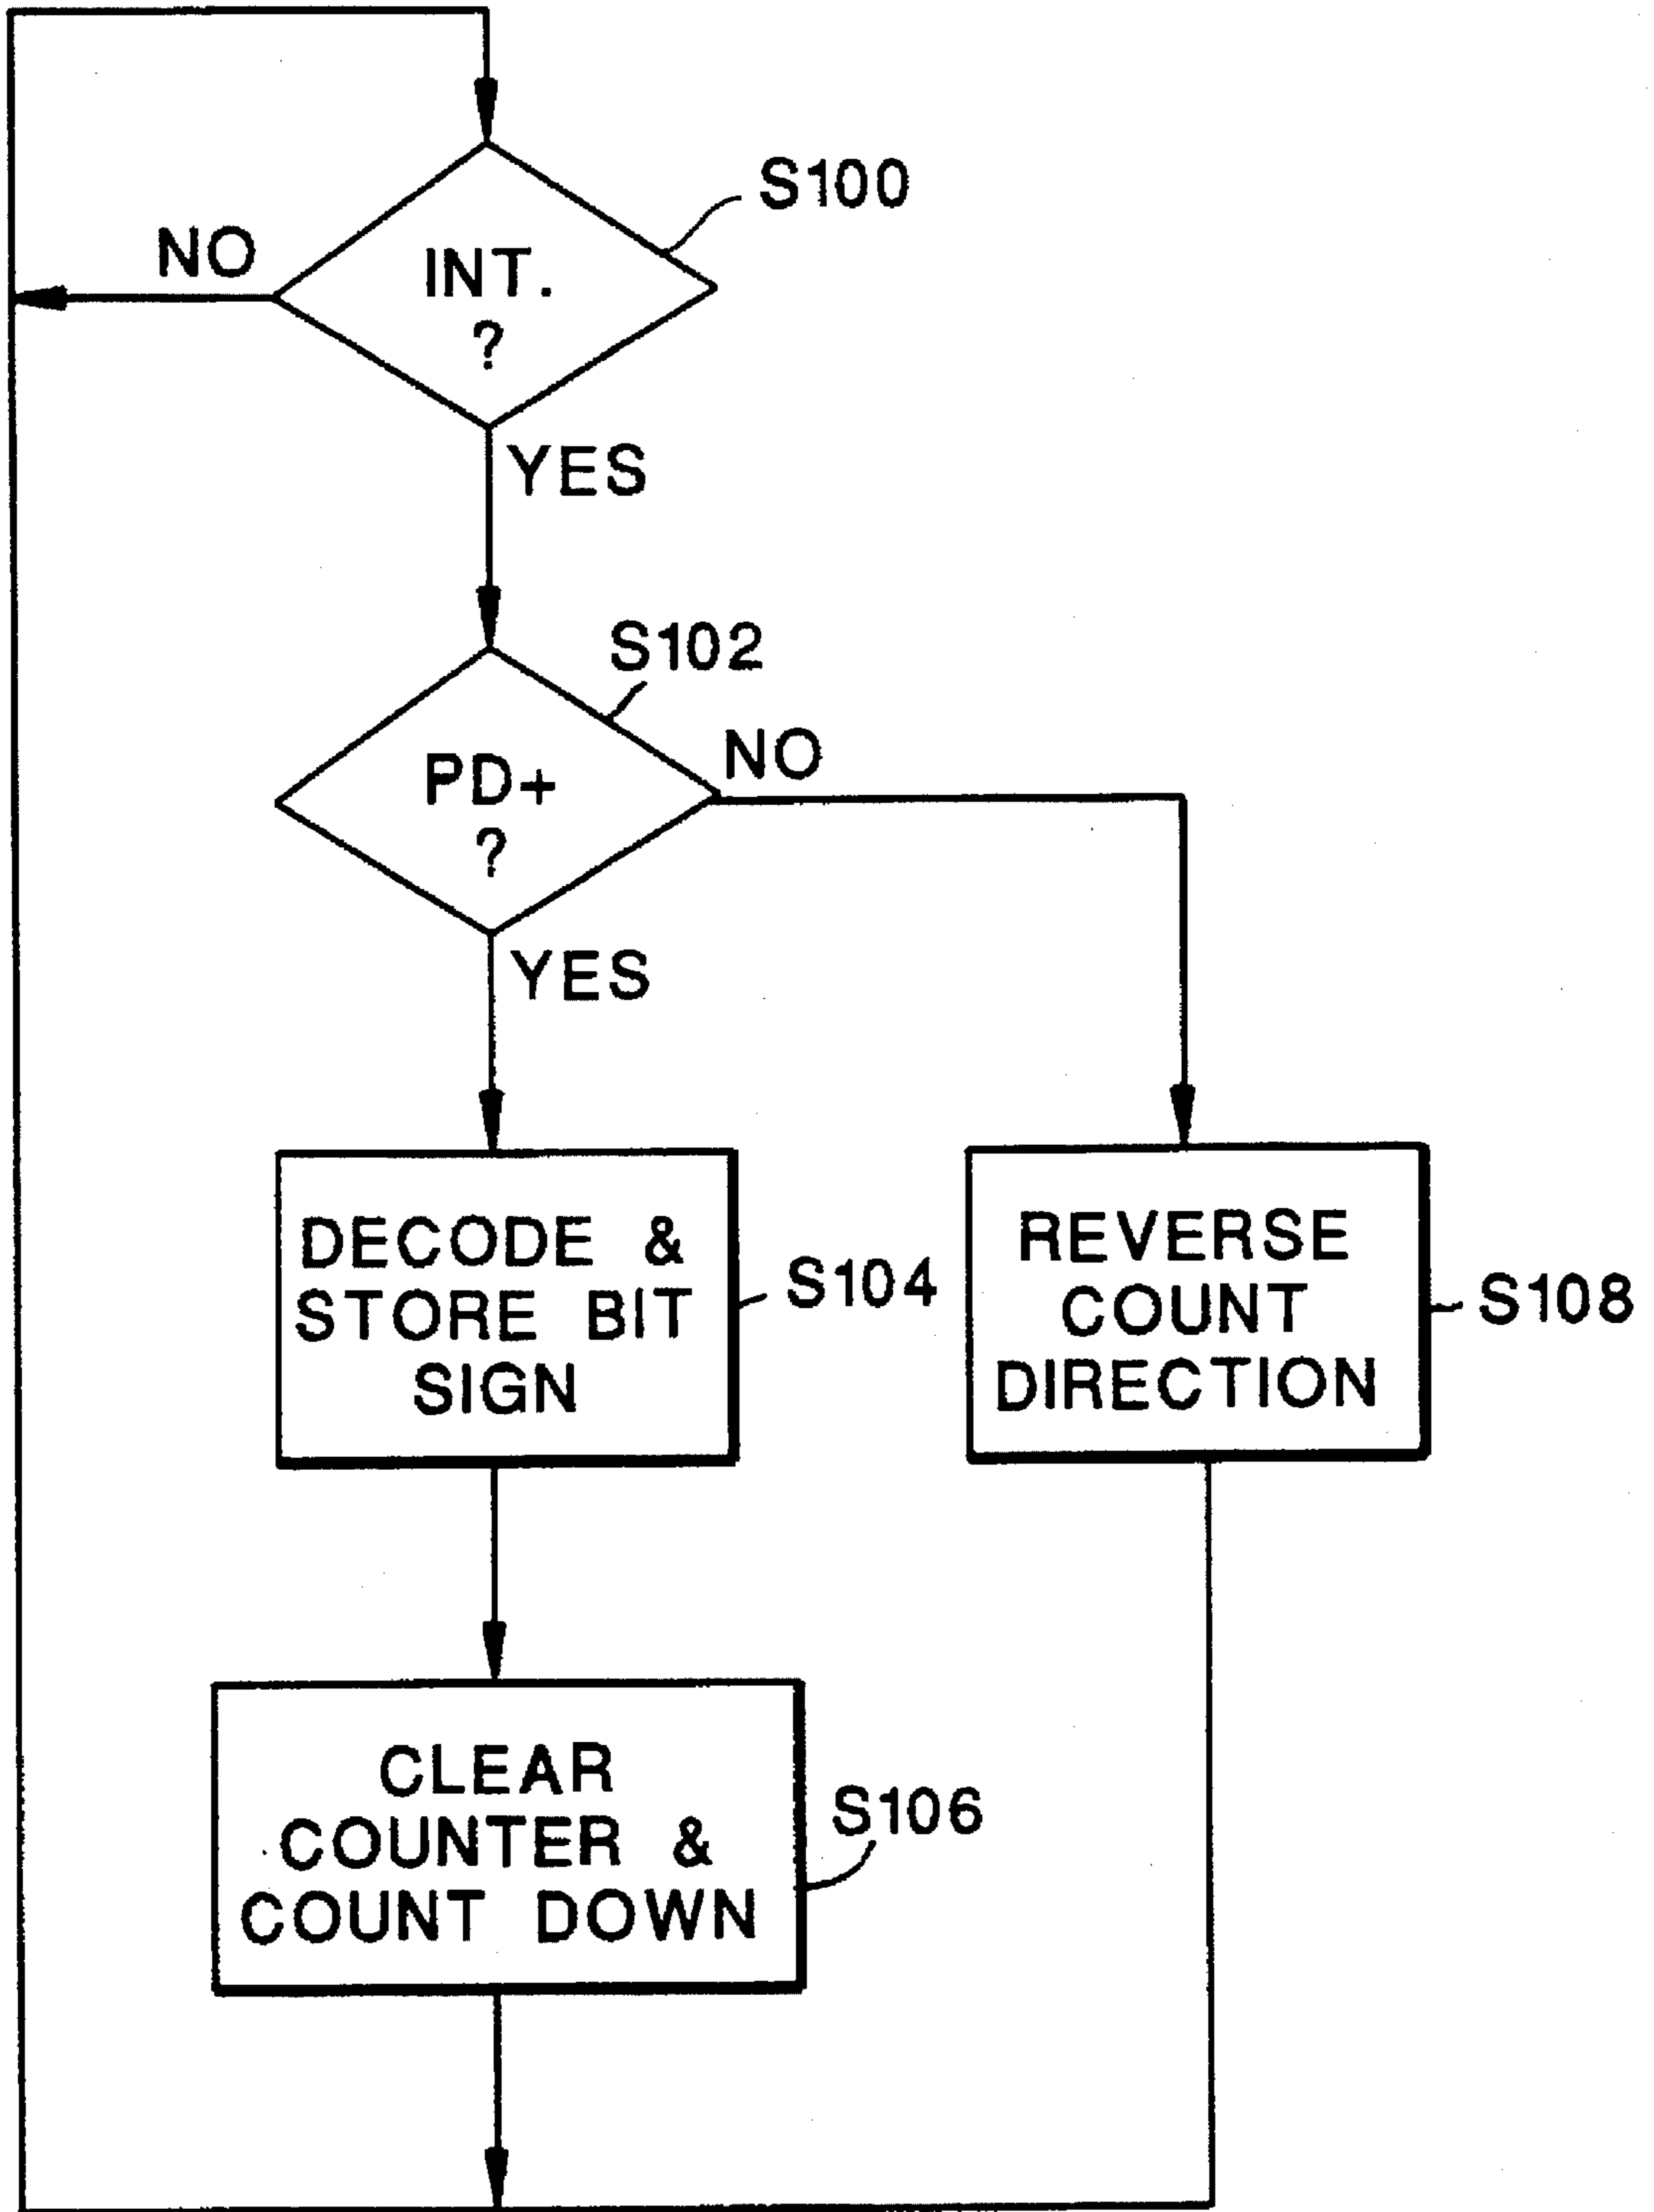 S100
NO
INT.
?
YES
S102
NO
PD+
?
YES
DECODE &
STORE BIT
SIGN
S104
REVERSE
COUNT
DIRECTION
S108
CLEAR
COUNTER &
COUNT DOWN
S106